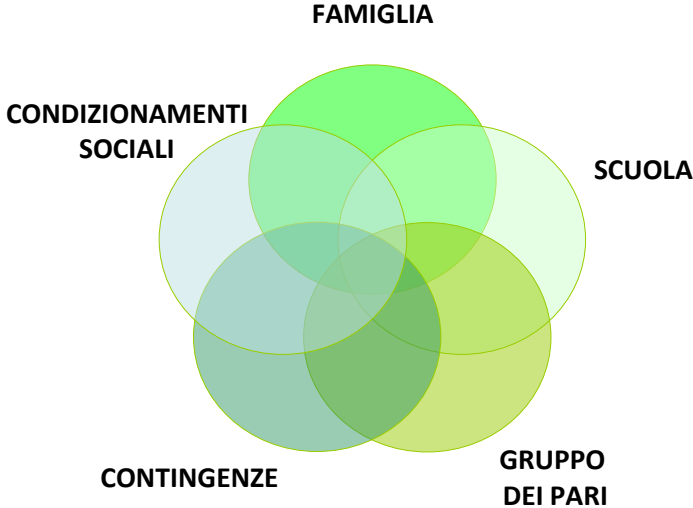 FAMIGLIA
CONDIZIONAMENTI
SOCIALI
SCUOLA
CONTINGENZE
GRUPPO
DEI PARI